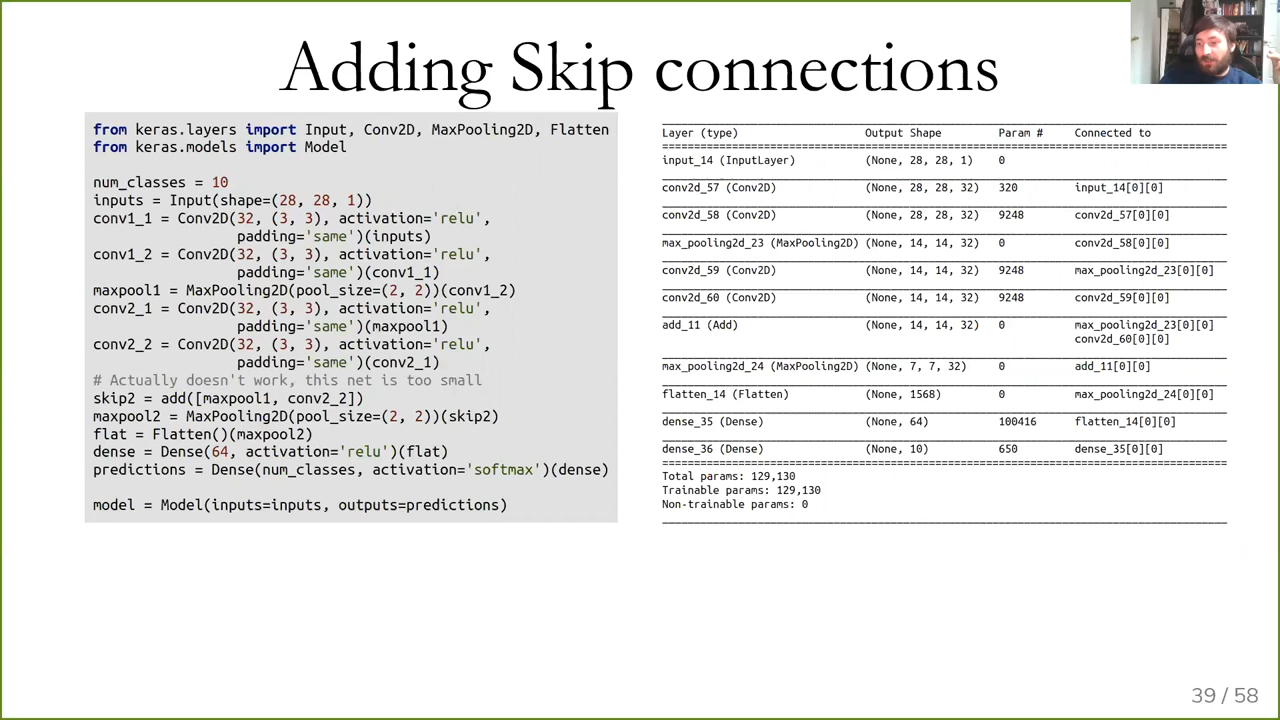 Adding Skip connections
from keras.layers import Input, Conv2D, MaxPooling2D, Flatten
from keras.models import Model
num_classes = 10
inputs = Input(shape=(28, 28, 1))
conv1_1 = Conv2D(32, (3, 3), activation='relu',
padding='same')(inputs)
conv1_2 = Conv2D(32, (3, 3), activation='relu',
padding='same')(conv1_1)
maxpool1 = MaxPooling2D(pool_size=(2, 2))(conv1_2)
conv2_1 = Conv2D(32, (3, 3), activation='relu',
padding='same')(maxpool1)
conv2_2 = Conv2D(32, (3, 3), activation='relu',
padding='same')(conv2_1)
# Actually doesn't work, this net is too small
skip2 = add([maxpool1, conv2_2])
maxpool2 = MaxPooling2D(pool_size=(2, 2))(skip2)
flat = Flatten()(maxpool2)
dense = Dense(64, activation='relu')(flat)
predictions = Dense(num_classes, activation='softmax')(dense)
model = Model(inputs=inputs, outputs=predictions)
Layer (type) Output Shape Param # Connected to
input_14 (InputLayer) (None, 28, 28, 1) 0
conv2d_57 (Conv2D) (None, 28, 28, 32) 320 input_14[0][0]
conv2d_58 (Conv2D) (None, 28, 28, 32) 9248 conv2d_57[0][0]
max_pooling2d_23 (MaxPooling2D) (None, 14, 14, 32) 0 conv2d_58[0][0]
conv2d_59 (Conv2D) (None, 14, 14, 32) 9248 max_pooling2d_23[0][0]
conv2d_60 (Conv2D) (None, 14, 14, 32) 9248 conv2d_59[0][0]
add_11 (Add) (None, 14, 14, 32) 0 max_pooling2d_23[0][0]
conv2d_60[0][0]
max_pooling2d_24 (MaxPooling2D) (None, 7, 7, 32) 0 add_11[0][0]
flatten_14 (Flatten) (None, 1568) 0 max_pooling2d_24[0][0]
dense_35 (Dense) (None, 64) 100416 flatten_14[0][0]
dense_36 (Dense) (None, 10) 650 dense_35[0][0]
Total params: 129,130
Trainable params: 129,130
Non-trainable params: 0
39 / 58